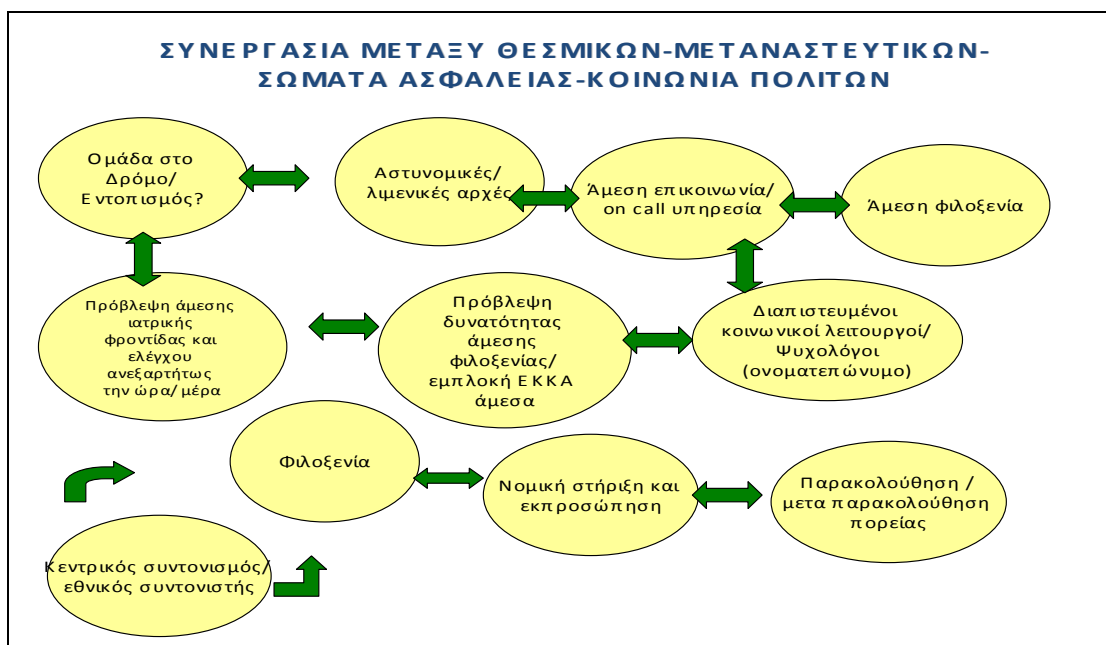 ΣΥΝΕΡΓΑΣΙΑ ΜΕΤΑΞΥ ΘΕΣΜΙΚΩΝ-ΜΕΤΑΝΑΣΤΕΥΤΙΚΩΝ-
ΣΩΜΑΤΑ ΑΣΦΑΛΕΙΑΣ-ΚΟΙΝΩΝΙΑ ΠΟΛΙΤΩΝ
Ομάδα στο
Δρόμο/
Εντοπισμός?
Αστυνομικές/
λιμενικές αρχές
Άμεση επικοινωνία/
on call υπηρεσία
Άμεση φιλοξενία
Πρόβλεψη άμεσης
ιατρικής
φροντίδας και
ελέγχου
ανεξαρτήτως
την ώρα/μέρα
Πρόβλεψη
δυνατότητας
άμεσης
φιλοξενίας/
εμπλοκή ΕΚΚΑ
άμεσα
Διαπιστευμένοι
κοινωνικοί λειτουργοί/
Ψυχολόγοι
(ονοματεπώνυμο)
Φιλοξενία
Νομική στήριξη και
εκπροσώπηση
Παρακολούθηση /
μετα παρακολούθηση
πορείας
Κεντρικός συντονισμός/
εθνικός συντονιστής